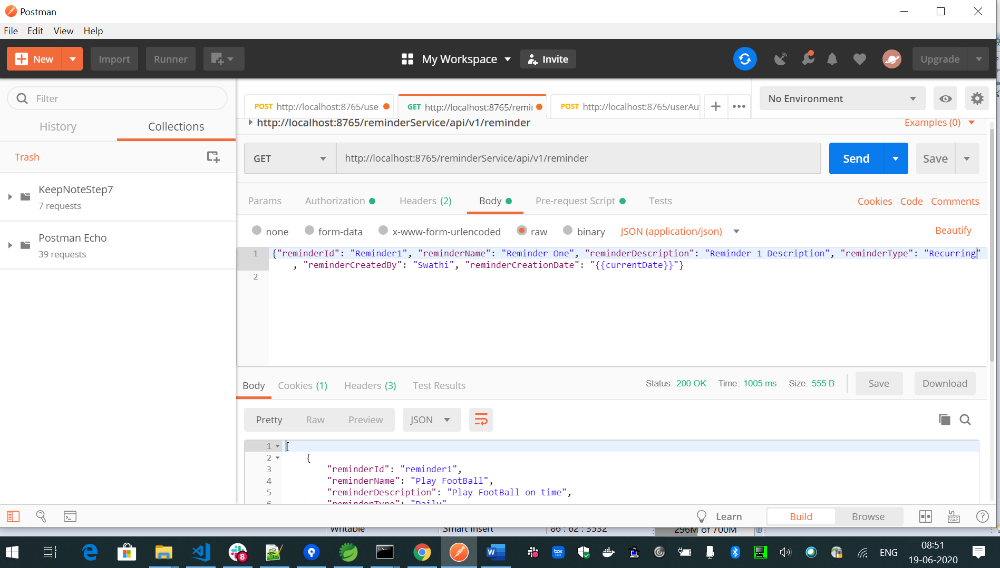 Postman
File Edit View Help
New Import Runner My Workspace Invite Upgrade
Filter
History Collections
Trash
KeepNoteStep7
7 requests
Postman Echo
39 requests
POST http://localhost:8765/use GET http://localhost:8765/remi POST http://localhost:8765/userAu + ••• No Environment
http://localhost:8765/reminderService/api/v1/reminder Examples (0)
GET http://localhost:8765/reminderService/api/v1/reminder Send Save
Params Authorization Headers (2) Body Pre-request Script Tests Cookies Code Comments
none form-data x-www-form-urlencoded raw binary JSON (application/json) Beautify
1 {"reminderId": "Reminder1", "reminderName": "Reminder One", "reminderDescription": "Reminder 1 Description", "reminderType": "Recurring"
, "reminderCreatedBy": "Swathi", "reminderCreationDate": "{{currentDate}}"}
2
Body Cookies (1) Headers (3) Test Results Status: 200 OK Time: 1005 ms Size: 555 B Save Download
Pretty Raw Preview JSON
1 [
2 {
3 "reminderId": "reminder1",
4 "reminderName": "Play FootBall",
5 "reminderDescription": "Play FootBall on time",
6 "reminderType": "Daily"
Learn Build Browse
Writable Smart Insert 86 : 62 : 3532 296M of 700M
8 W box EDIT ENG 08:51
19-06-2020